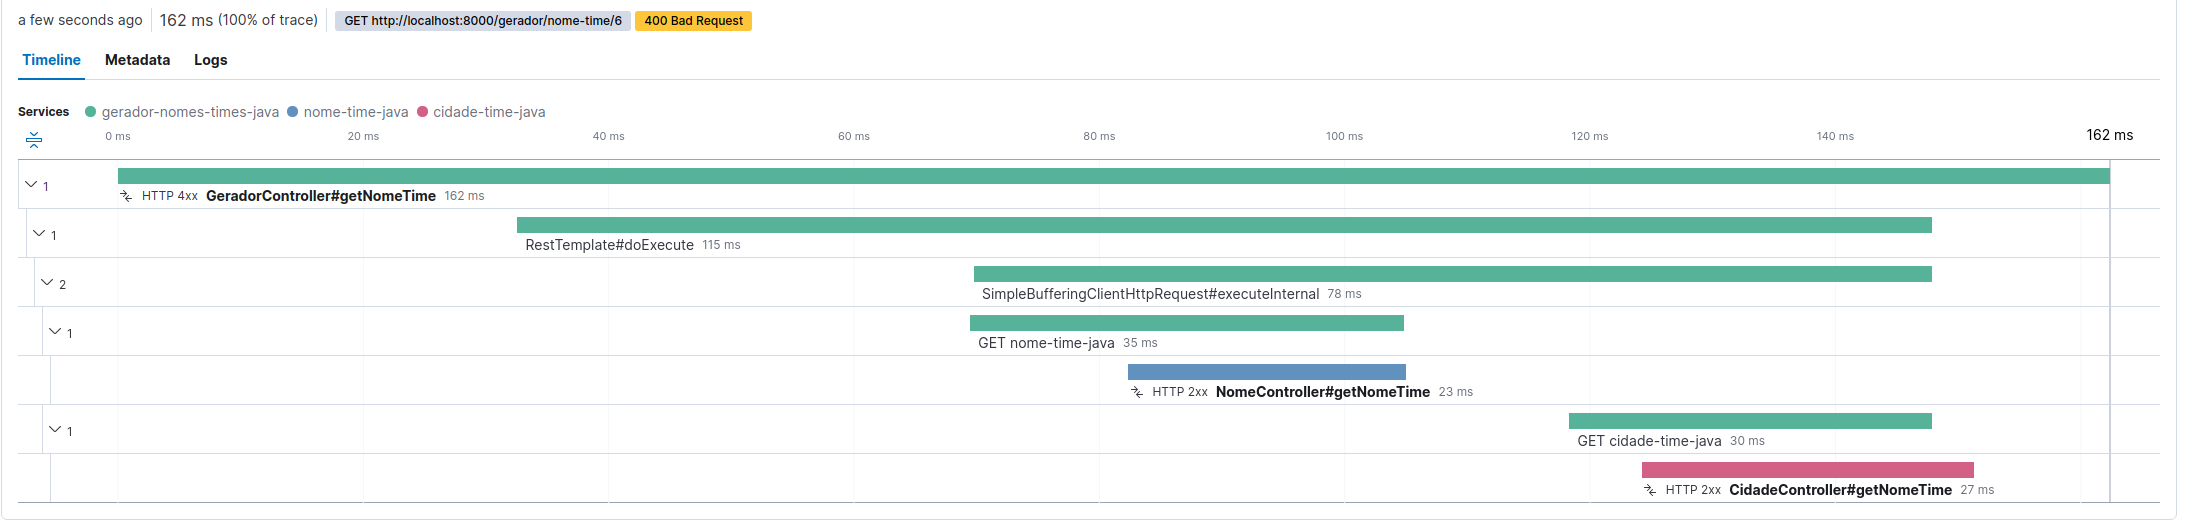 a few seconds ago 162 ms (100% of trace) GET http://localhost:8000/gerador/nome-time/6 400 Bad Request
Timeline Metadata Logs
Services gerador-nomes-times-java nome-time-java cidade-time-java
0 ms 20 ms 40 ms 60 ms 80 ms 100 ms 120 ms 140 ms 162 ms
1 HTTP 4xx GeradorController#getNomeTime 162 ms
1 RestTemplate#doExecute 115 ms
2 SimpleBufferingClientHttpRequest#executeInternal 78 ms
1 GET nome-time-java 35 ms
HTTP 2xx NomeController#getNomeTime 23 ms
1 GET cidade-time-java 30 ms
HTTP 2xx CidadeController#getNomeTime 27 ms